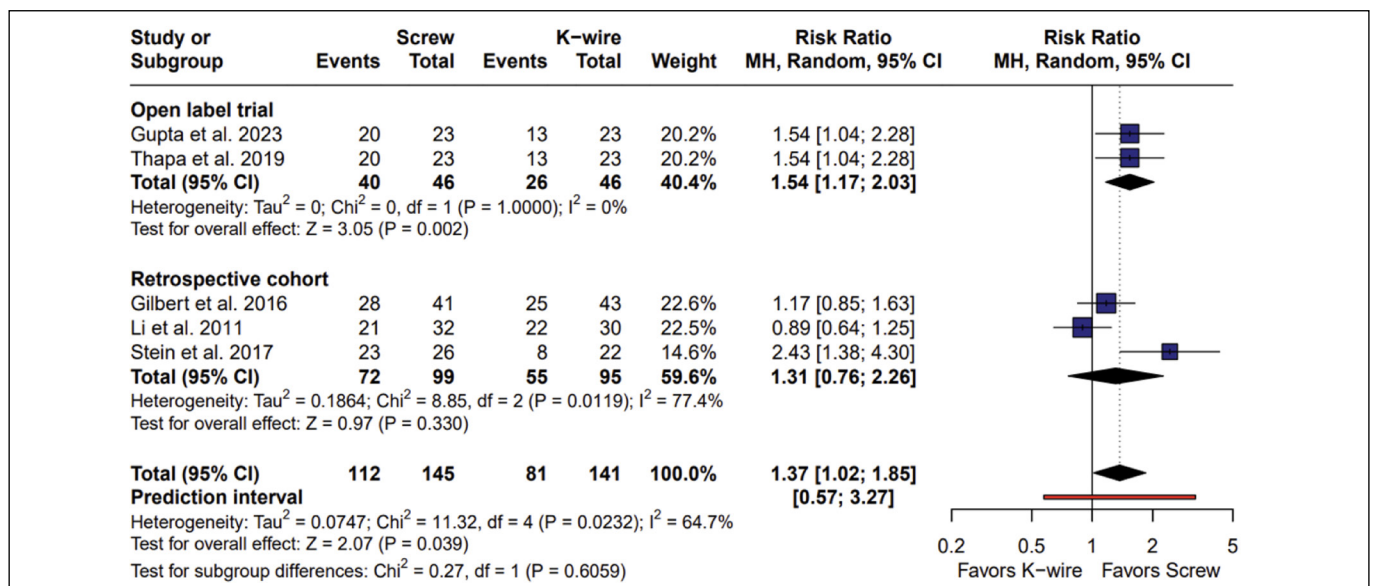 Study or Screw K−wire Risk Ratio Risk Ratio
Subgroup Events Total Events Total Weight MH, Random, 95% CI MH, Random, 95% CI
Open label trial
Gupta et al. 2023 20 23 13 23 20.2% 1.54 [1.04; 2.28]
Thapa et al. 2019 20 23 13 23 20.2% 1.54 [1.04; 2.28]
Total (95% CI) 40 46 26 46 40.4% 1.54 [1.17; 2.03]
Heterogeneity: Tau² = 0; Chi² = 0, df = 1 (P = 1.0000); I² = 0%
Test for overall effect: Z = 3.05 (P = 0.002)
Retrospective cohort
Gilbert et al. 2016 28 41 25 43 22.6% 1.17 [0.85; 1.63]
Li et al. 2011 21 32 22 30 22.5% 0.89 [0.64; 1.25]
Stein et al. 2017 23 26 8 22 14.6% 2.43 [1.38; 4.30]
Total (95% CI) 72 99 55 95 59.6% 1.31 [0.76; 2.26]
Heterogeneity: Tau² = 0.1864; Chi² = 8.85, df = 2 (P = 0.0119); I² = 77.4%
Test for overall effect: Z = 0.97 (P = 0.330)
Total (95% CI) 112 145 81 141 100.0% 1.37 [1.02; 1.85]
Prediction interval [0.57; 3.27]
Heterogeneity: Tau² = 0.0747; Chi² = 11.32, df = 4 (P = 0.0232); I² = 64.7%
Test for overall effect: Z = 2.07 (P = 0.039)
0.2 0.5 1 2 5
Test for subgroup differences: Chi² = 0.27, df = 1 (P = 0.6059)
Favors K−wire Favors Screw